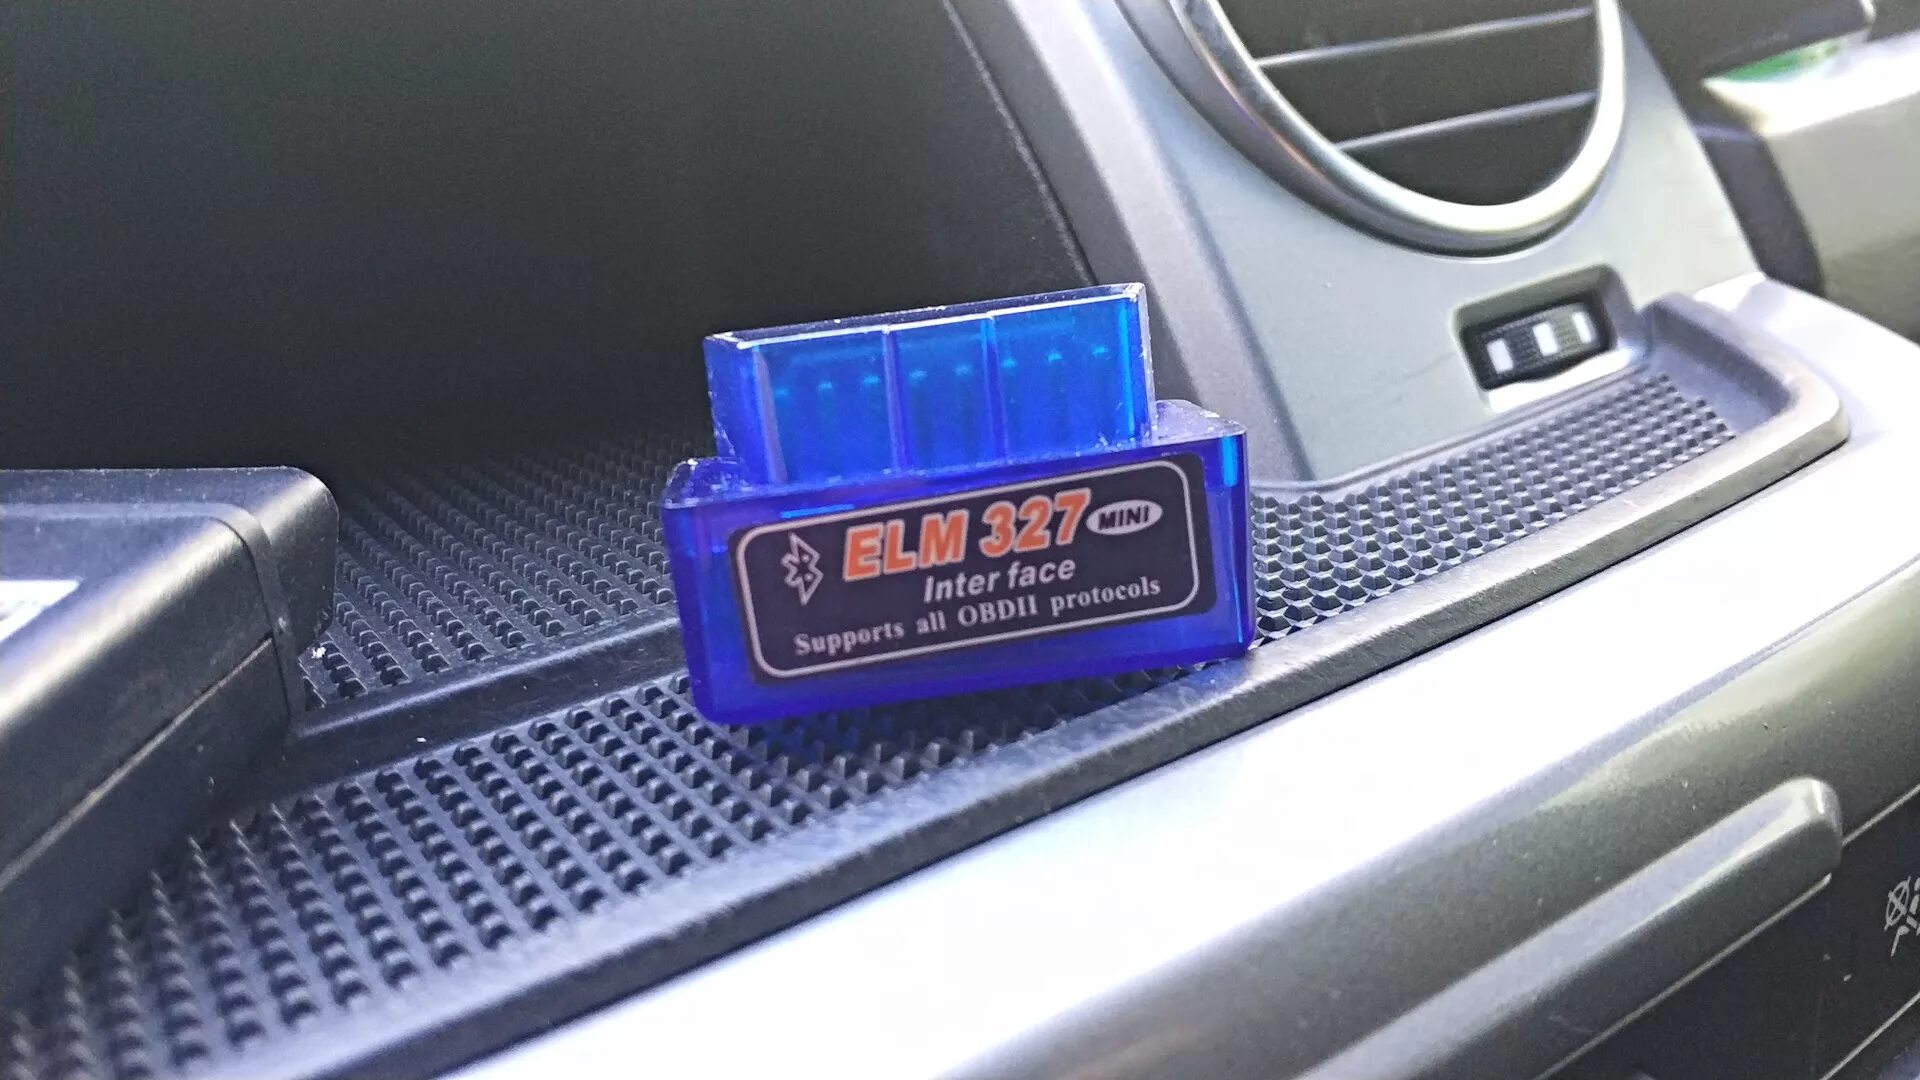 ELM 327 MINI
Inter face
Supports all OBDII protocols